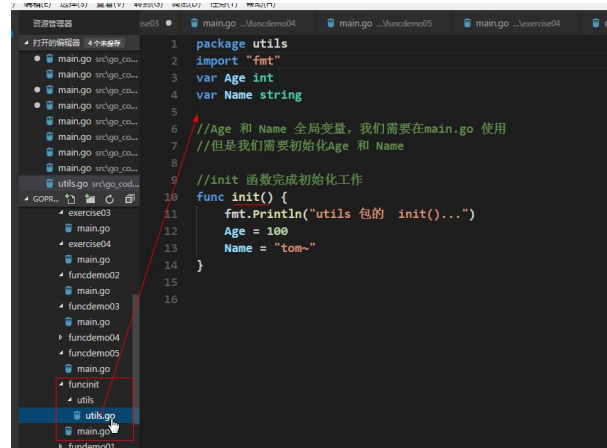 编辑(E) 选择(S) 查看(V) 转到(G) 调试(D) 任务(T) 帮助(H)
资源管理器
ise03
main.go ...\funcdemo04
main.go ...\funcdemo05
main.go ...\exercise04
打开的编辑器 4个未保存
main.go src\go_co...
main.go src\go_co...
main.go src\go_co...
main.go src\go_co...
main.go src\go_co...
main.go src\go_co...
main.go src\go_co...
utils.go src\go_cod...
GOPR...
exercise03
main.go
exercise04
main.go
funcdemo02
main.go
funcdemo03
main.go
funcdemo04
funcdemo05
main.go
funcinit
utils
utils.go
main.go
fundemo01
1 package utils
2 import "fmt"
3 var Age int
4 var Name string
5
6 //Age 和 Name 全局变量，我们需要在main.go 使用
7 //但是我们需要初始化Age 和 Name
8
9 //init 函数完成初始化工作
10 func init() {
11 fmt.Println("utils 包的 init()...")
12 Age = 100
13 Name = "tom~"
14 }
15
16